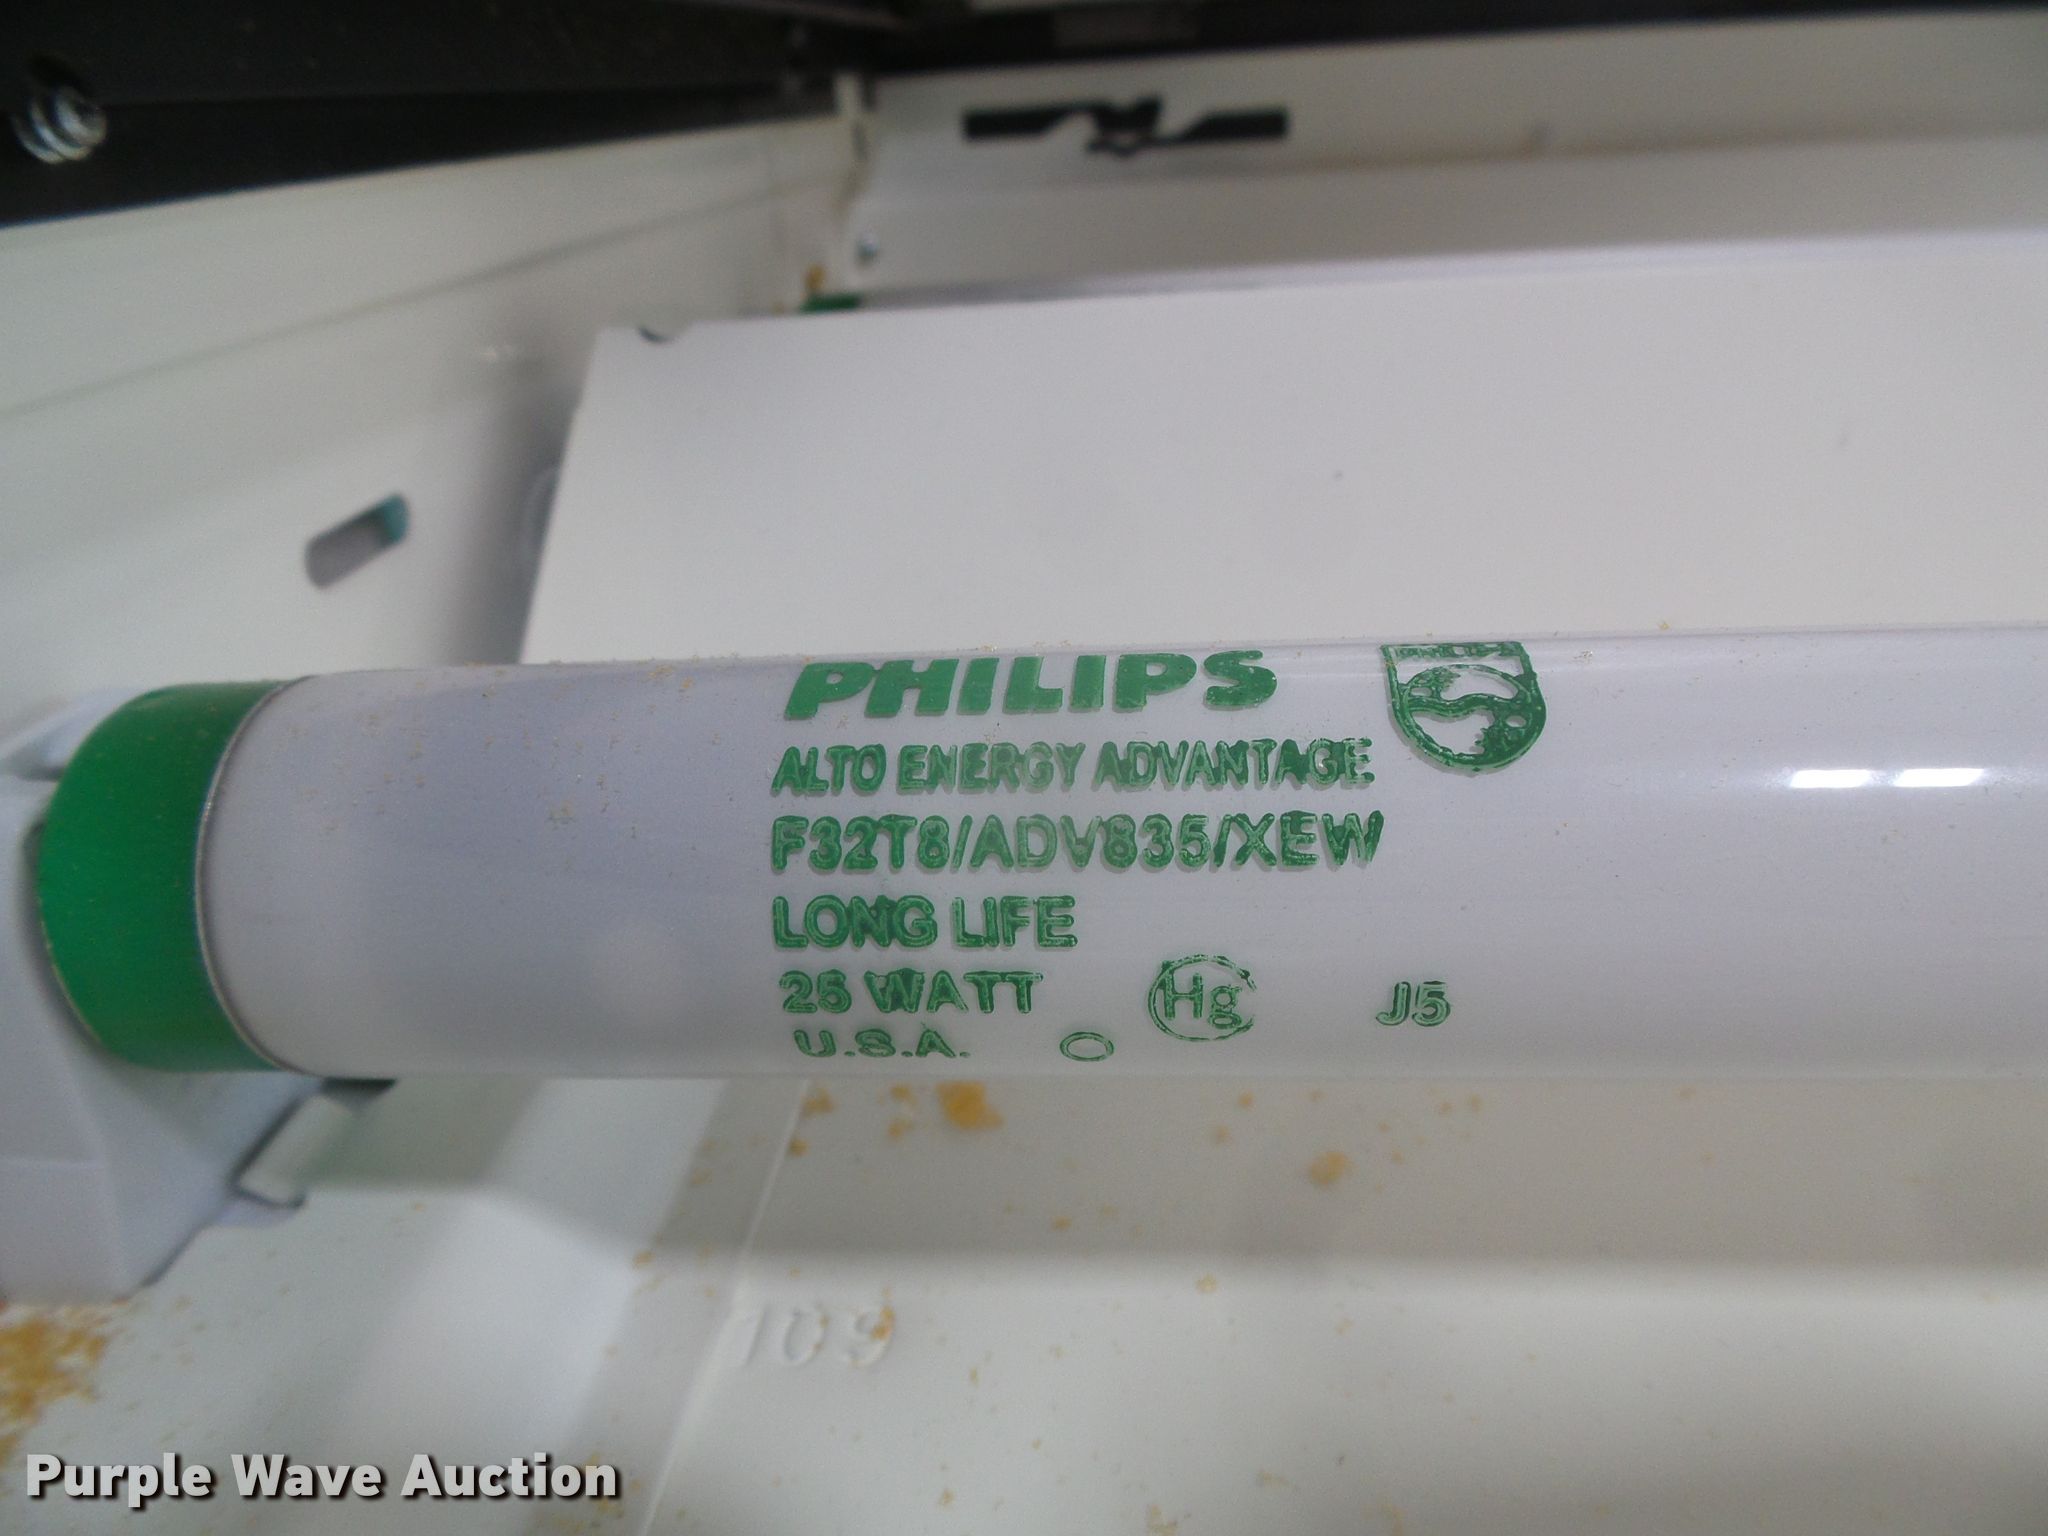 PHILIPS
ALTO ENERGY ADVANTAGE
F32T8/ADV835/XEW
LONG LIFE
25 WATT Hg J5
U.S.A.
109
Purple Wave Auction